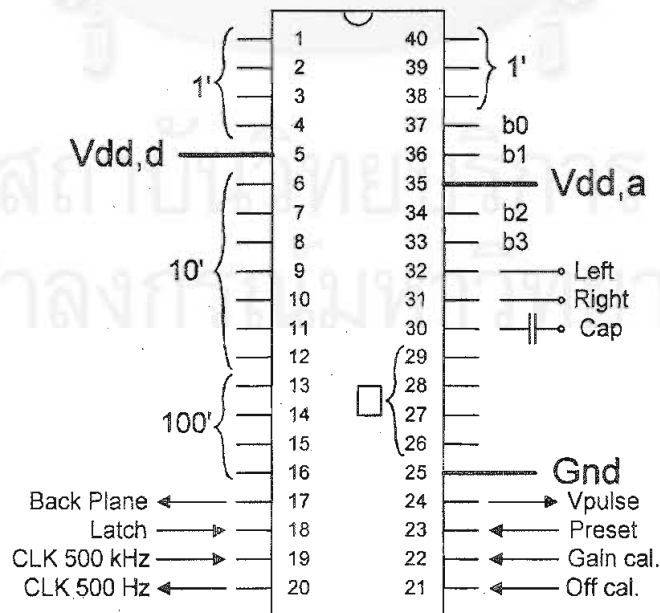 1 40
2 39
1' 3 38 1'
4 37 b0
Vdd,d 5 36 b1
6 35 Vdd,a
7 34 b2
8 33 b3
10' 9 32 Left
10 31 Right
11 30 Cap
12 29
13 28
100' 14 27
15 26
16 25 Gnd
Back Plane 17 24 Vpulse
Latch 18 23 Preset
CLK 500 kHz 19 22 Gain cal.
CLK 500 Hz 20 21 Off cal.